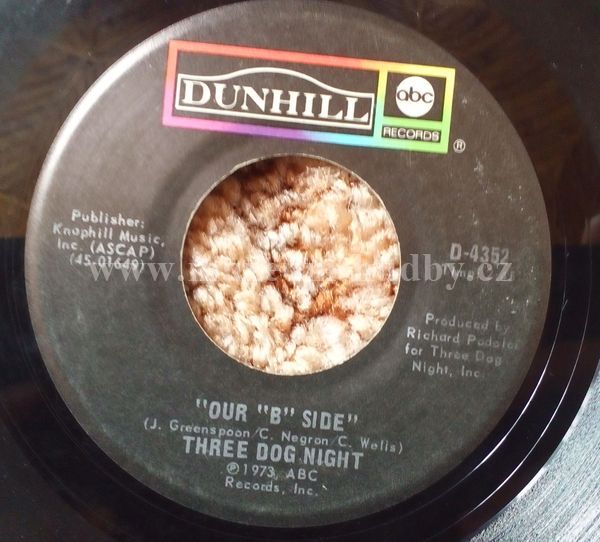 DUNHILL
abc
RECORDS
®
Publisher:
Knophill Music,
Inc. (ASCAP)
(45-01649)
D-4352
Produced by
Richard Podolor
for Three Dog
Night, Inc.
"OUR "B" SIDE"
(J. Greenspoon/C. Negron/C. Wells)
THREE DOG NIGHT
℗1973, ABC
Records, Inc.